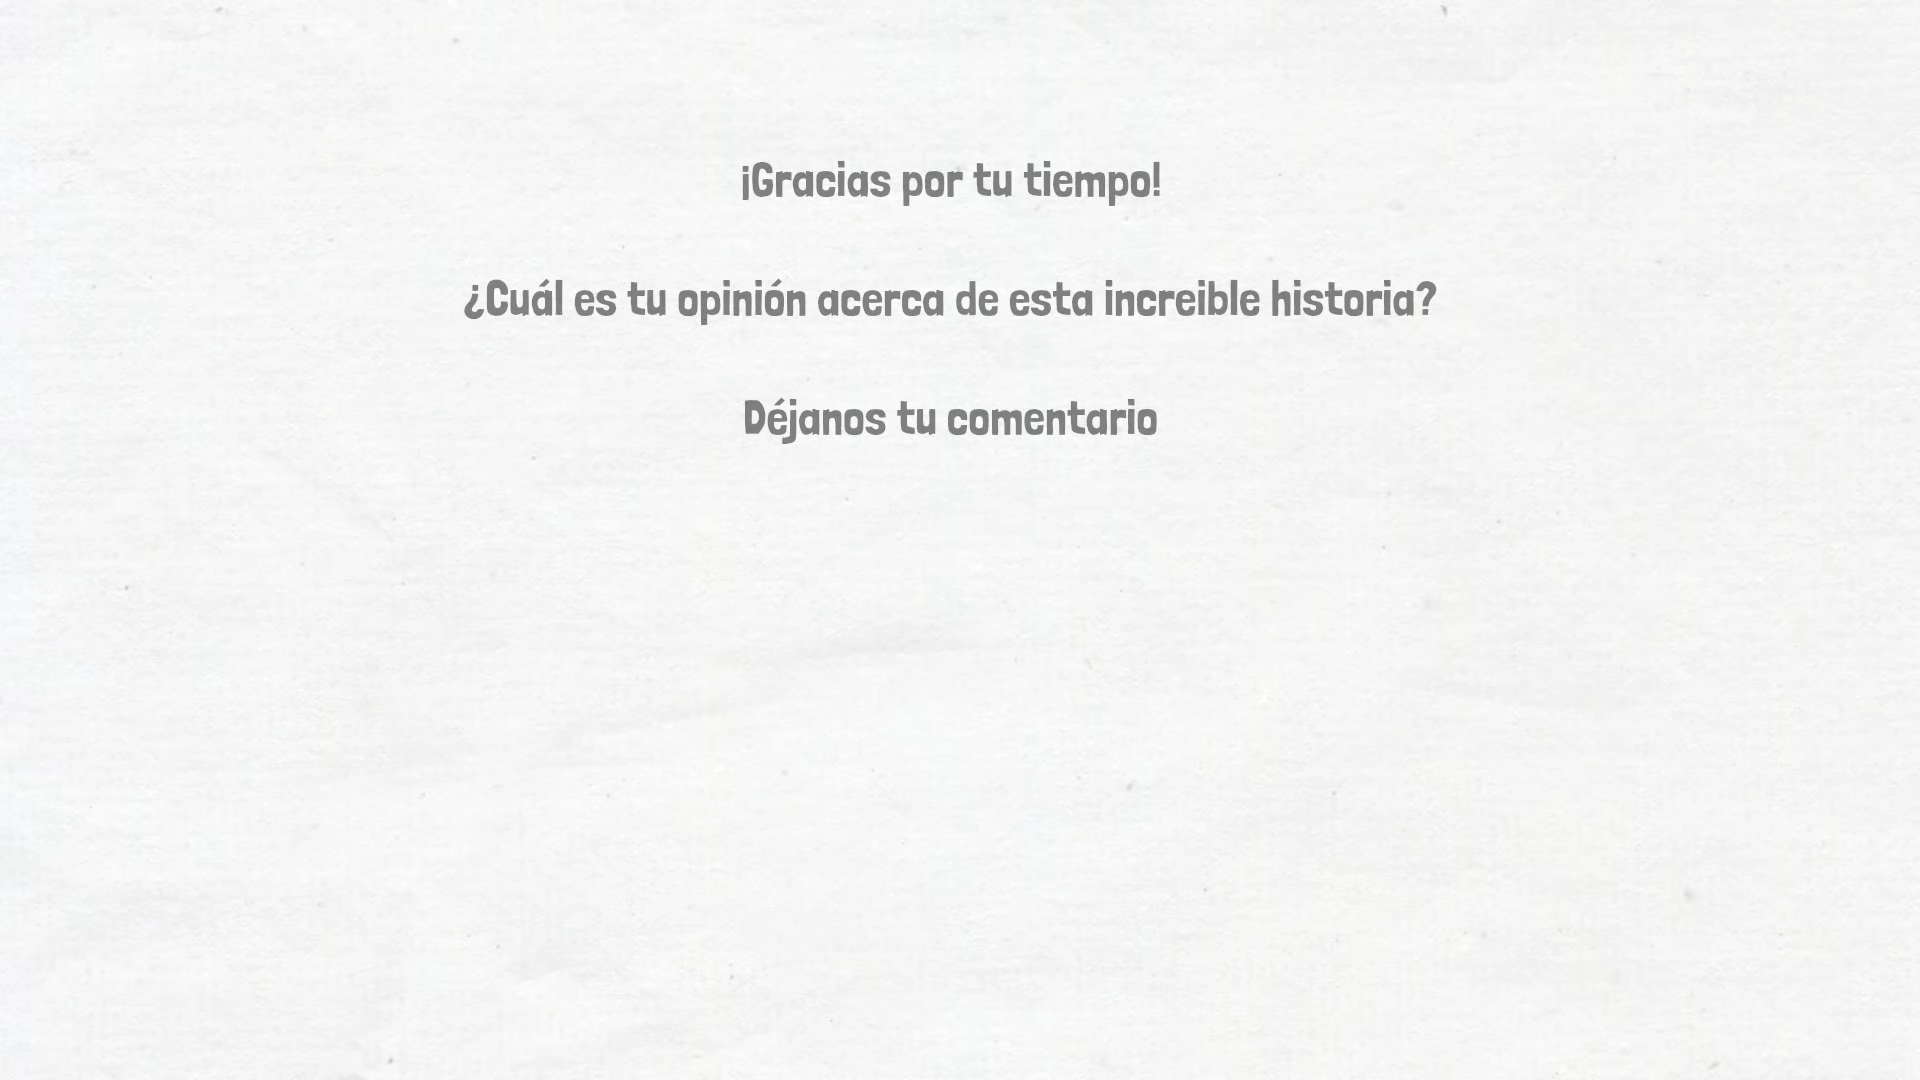 ¡Gracias por tu tiempo!
¿Cuál es tu opinión acerca de esta increible historia?
Déjanos tu comentario